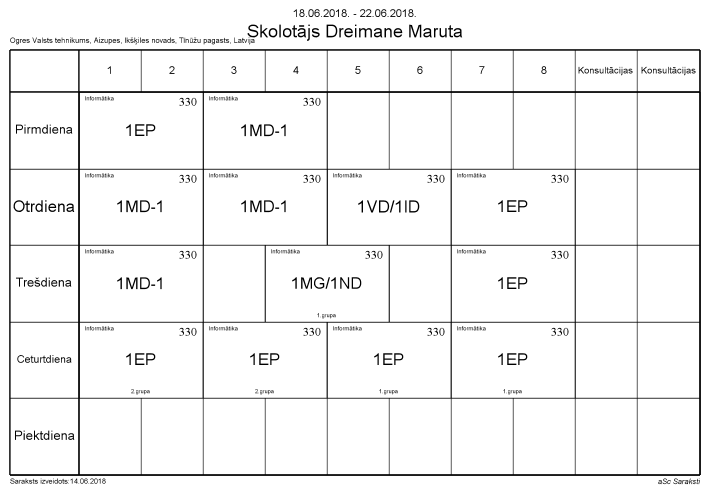 18.06.2018. - 22.06.2018.
Skolotājs Dreimane Maruta
Ogres Valsts tehnikums, Aizupes, Ikšķiles novads, Tīnūžu pagasts, Latvija
1 2 3 4 5 6 7 8 Konsultācijas Konsultācijas
Informātika 330 Informātika 330
Pirmdiena 1EP 1MD-1
Informātika 330 Informātika 330 Informātika 330 Informātika 330
Otrdiena 1MD-1 1MD-1 1VD/1ID 1EP
Informātika 330 Informātika 330 Informātika 330
Trešdiena 1MD-1 1MG/1ND 1EP
1.grupa
Informātika 330 Informātika 330 Informātika 330 Informātika 330
Ceturtdiena 1EP 1EP 1EP 1EP
2.grupa 2.grupa 1.grupa 1.grupa
Piektdiena
Saraksts izveidots:14.06.2018 aSc Saraksti